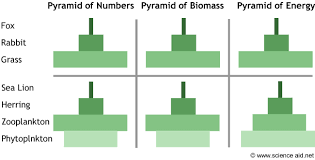 Pyramid of Numbers Pyramid of Biomass Pyramid of Energy
Fox
Rabbit
Grass
Sea Lion
Herring
Zooplankton
Phytoplnkton
© www.science aid.net